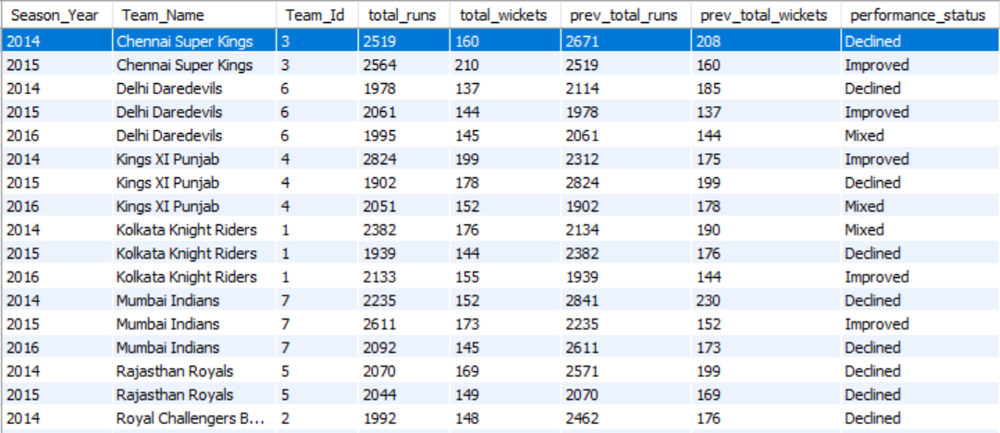 Season_Year Team_Name Team_Id total_runs total_wickets prev_total_runs prev_total_wickets performance_status
2014 Chennai Super Kings 3 2519 160 2671 208 Declined
2015 Chennai Super Kings 3 2564 210 2519 160 Improved
2014 Delhi Daredevils 6 1978 137 2114 185 Declined
2015 Delhi Daredevils 6 2061 144 1978 137 Improved
2016 Delhi Daredevils 6 1995 145 2061 144 Mixed
2014 Kings XI Punjab 4 2824 199 2312 175 Improved
2015 Kings XI Punjab 4 1902 178 2824 199 Declined
2016 Kings XI Punjab 4 2051 152 1902 178 Mixed
2014 Kolkata Knight Riders 1 2382 176 2134 190 Mixed
2015 Kolkata Knight Riders 1 1939 144 2382 176 Declined
2016 Kolkata Knight Riders 1 2133 155 1939 144 Improved
2014 Mumbai Indians 7 2235 152 2841 230 Declined
2015 Mumbai Indians 7 2611 173 2235 152 Improved
2016 Mumbai Indians 7 2092 145 2611 173 Declined
2014 Rajasthan Royals 5 2070 169 2571 199 Declined
2015 Rajasthan Royals 5 2044 149 2070 169 Declined
2014 Royal Challengers B... 2 1992 148 2462 176 Declined